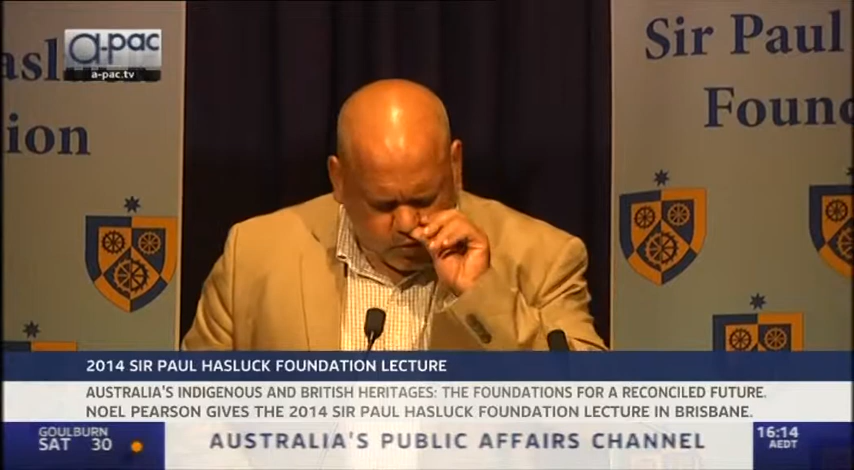 a-pac
a-pac.tv
Sir Paul
Found
ion
2014 SIR PAUL HASLUCK FOUNDATION LECTURE
AUSTRALIA'S INDIGENOUS AND BRITISH HERITAGES: THE FOUNDATIONS FOR A RECONCILED FUTURE.
NOEL PEARSON GIVES THE 2014 SIR PAUL HASLUCK FOUNDATION LECTURE IN BRISBANE.
GOULBURN
SAT 30
AUSTRALIA'S PUBLIC AFFAIRS CHANNEL
16:14
AEDT